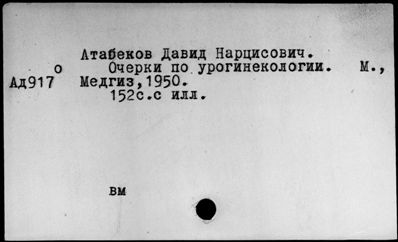 Атабеков Давид Нарцисович.
о Очерки по урогинекологии. М.,
Ад917 Медгиз,1950.
152с.с илл.
вм